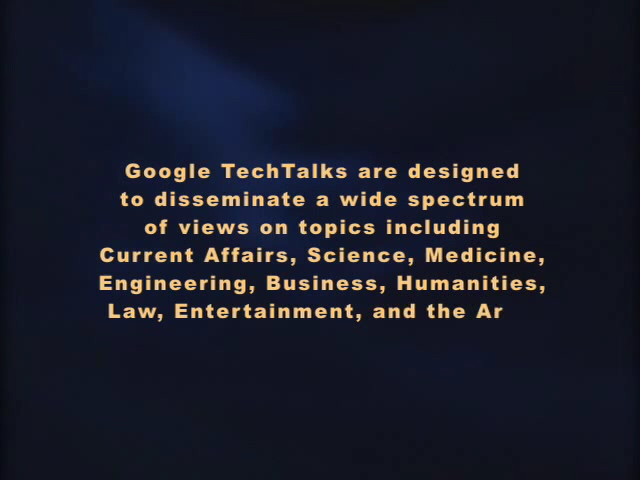 Google TechTalks are designed
to disseminate a wide spectrum
of views on topics including
Current Affairs, Science, Medicine,
Engineering, Business, Humanities,
Law, Entertainment, and the Ar